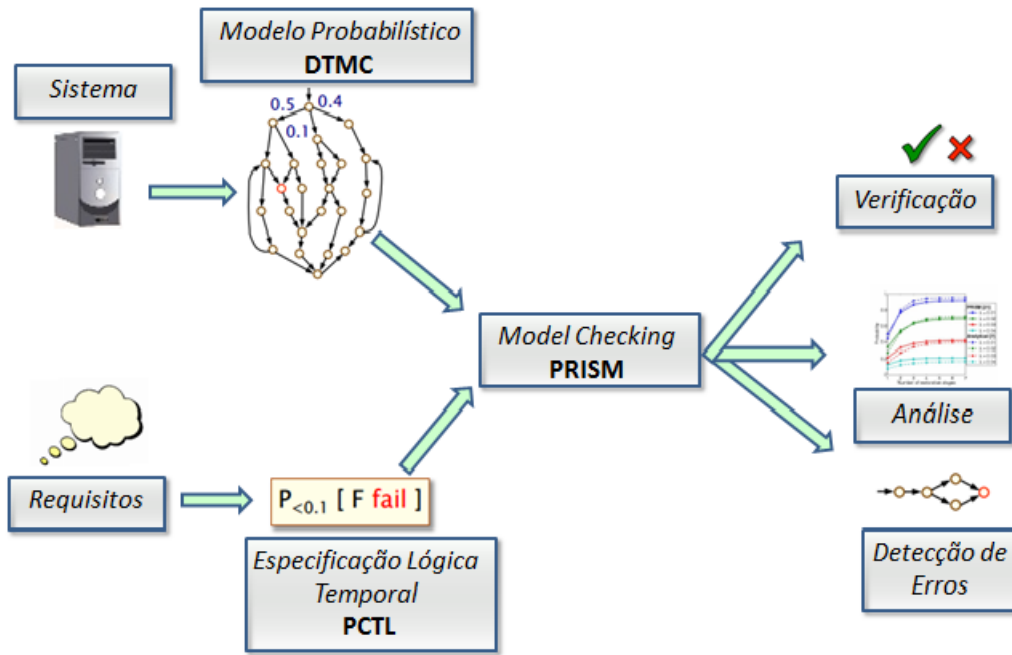 Modelo Probabilístico
DTMC
Sistema
0.5
0.4
0.1
Verificação
Model Checking
PRISM
Análise
Requisitos
P<0.1 [ F fail ]
Especificação Lógica
Temporal
PCTL
Detecção de
Erros